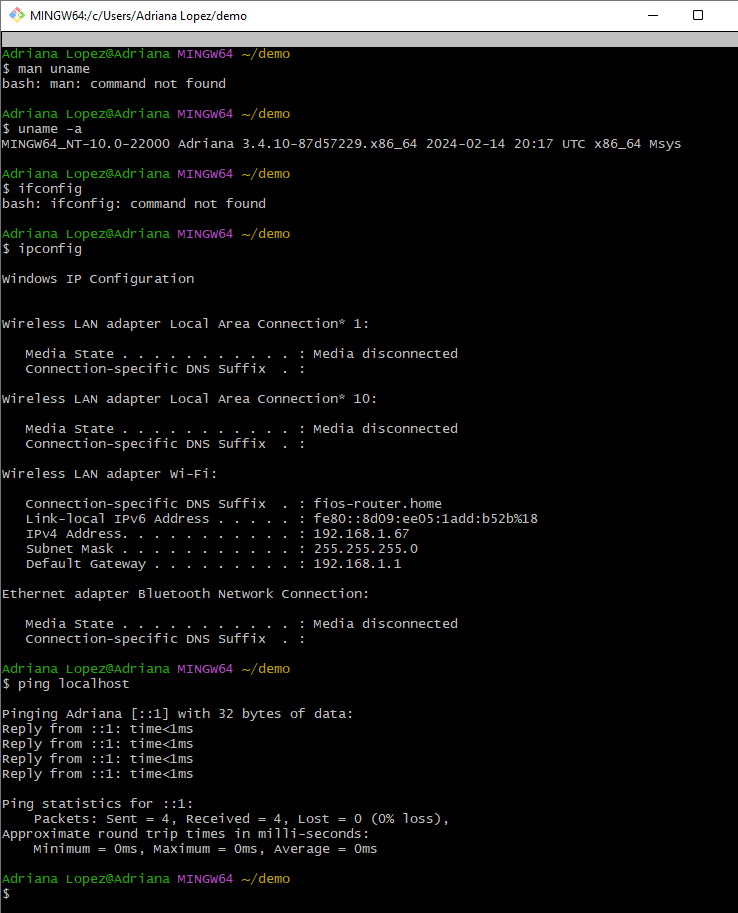 MINGW64:/c/Users/Adriana Lopez/demo
Adriana Lopez@Adriana MINGW64 ~/demo
$ man uname
bash: man: command not found
Adriana Lopez@Adriana MINGW64 ~/demo
$ uname -a
MINGW64_NT-10.0-22000 Adriana 3.4.10-87d57229.x86_64 2024-02-14 20:17 UTC x86_64 Msys
Adriana Lopez@Adriana MINGW64 ~/demo
$ ifconfig
bash: ifconfig: command not found
Adriana Lopez@Adriana MINGW64 ~/demo
$ ipconfig
Windows IP Configuration
Wireless LAN adapter Local Area Connection* 1:
   Media State . . . . . . . . . . . : Media disconnected
   Connection-specific DNS Suffix  . :
Wireless LAN adapter Local Area Connection* 10:
   Media State . . . . . . . . . . . : Media disconnected
   Connection-specific DNS Suffix  . :
Wireless LAN adapter Wi-Fi:
   Connection-specific DNS Suffix  . : fios-router.home
   Link-local IPv6 Address . . . . . : fe80::8d09:ee05:1add:b52b%18
   IPv4 Address. . . . . . . . . . . : 192.168.1.67
   Subnet Mask . . . . . . . . . . . : 255.255.255.0
   Default Gateway . . . . . . . . . : 192.168.1.1
Ethernet adapter Bluetooth Network Connection:
   Media State . . . . . . . . . . . : Media disconnected
   Connection-specific DNS Suffix  . :
Adriana Lopez@Adriana MINGW64 ~/demo
$ ping localhost
Pinging Adriana [::1] with 32 bytes of data:
Reply from ::1: time<1ms
Reply from ::1: time<1ms
Reply from ::1: time<1ms
Reply from ::1: time<1ms
Ping statistics for ::1:
    Packets: Sent = 4, Received = 4, Lost = 0 (0% loss),
Approximate round trip times in milli-seconds:
    Minimum = 0ms, Maximum = 0ms, Average = 0ms
Adriana Lopez@Adriana MINGW64 ~/demo
$